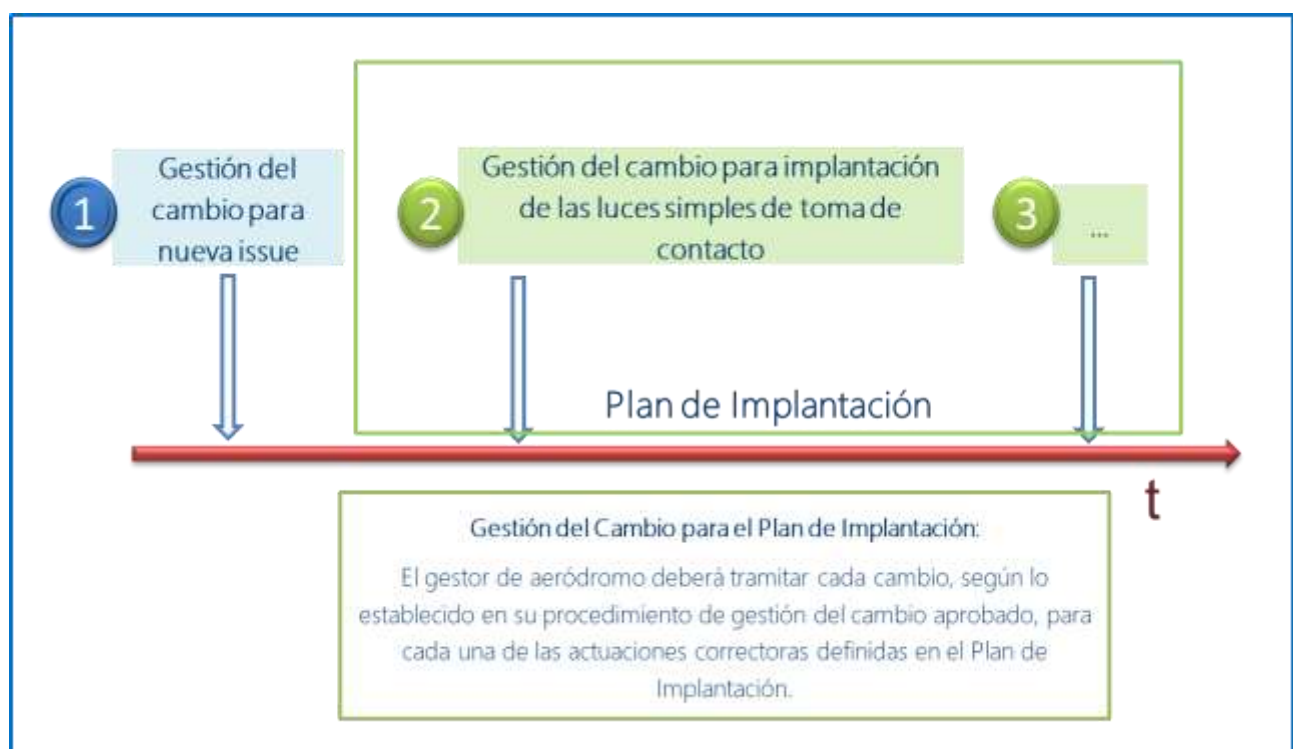 1
Gestión del
cambio para
nueva issue
2
Gestión del cambio para implantación
de las luces simples de toma de
contacto
3
...
Plan de Implantación
t
Gestión del Cambio para el Plan de Implantación:
El gestor de aeródromo deberá tramitar cada cambio, según lo
establecido en su procedimiento de gestión del cambio aprobado, para
cada una de las actuaciones correctoras definidas en el Plan de
Implantación.